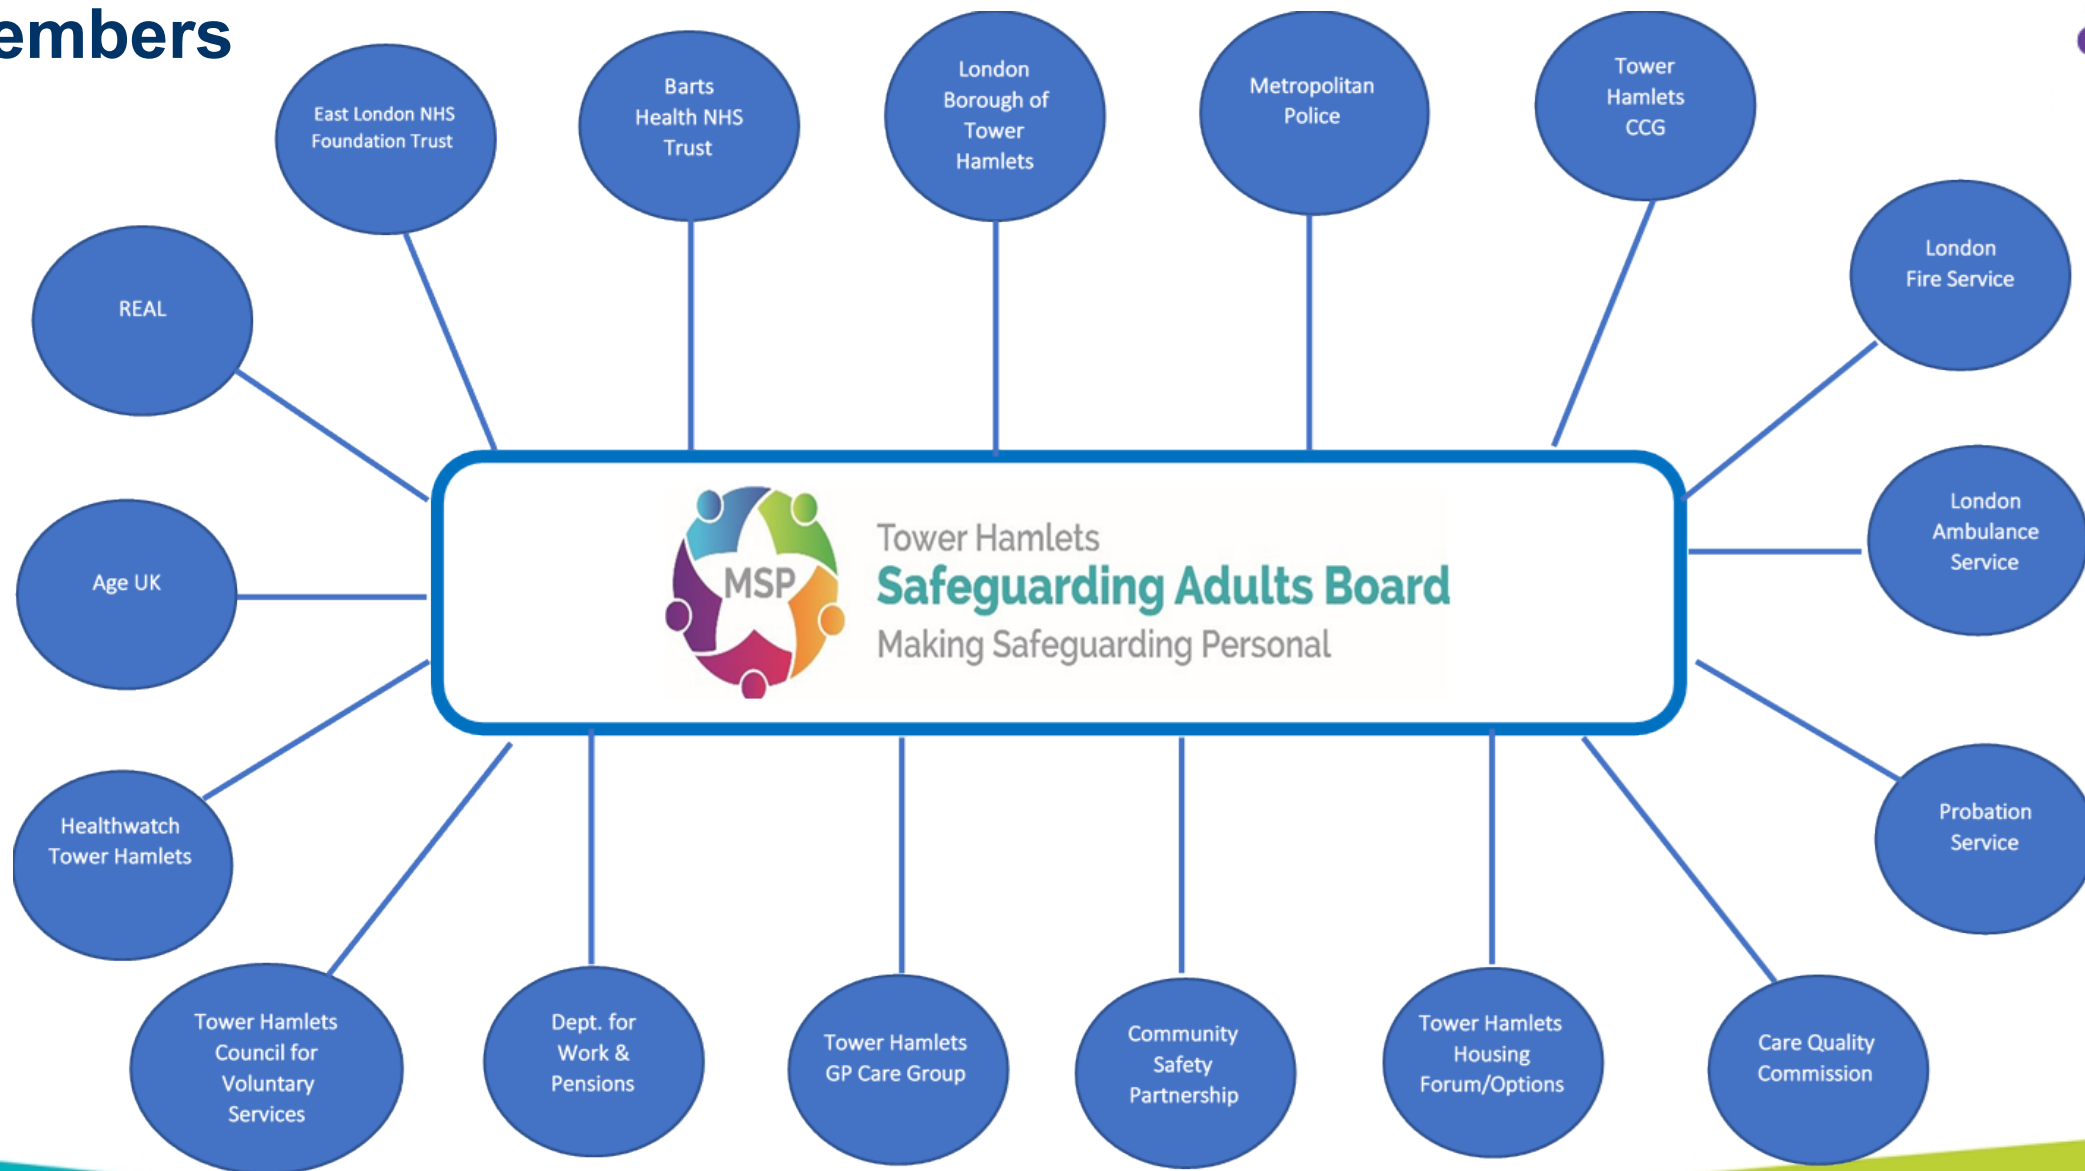 embers
East London NHS
Foundation Trust
Barts
Health NHS
Trust
London
Borough of
Tower
Hamlets
Metropolitan
Police
Tower
Hamlets
CCG
London
Fire Service
REAL
London
Ambulance
Service
MSP
Tower Hamlets
Safeguarding Adults Board
Making Safeguarding Personal
Age UK
Probation
Service
Healthwatch
Tower Hamlets
Tower Hamlets
Council for
Voluntary
Services
Dept. for
Work &
Pensions
Tower Hamlets
GP Care Group
Community
Safety
Partnership
Tower Hamlets
Housing
Forum/Options
Care Quality
Commission